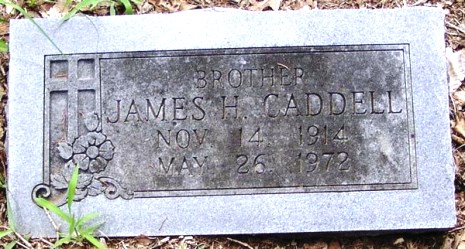 BROTHER
JAMES H. CADDELL
NOV. 14, 1914
MAY 26, 1972